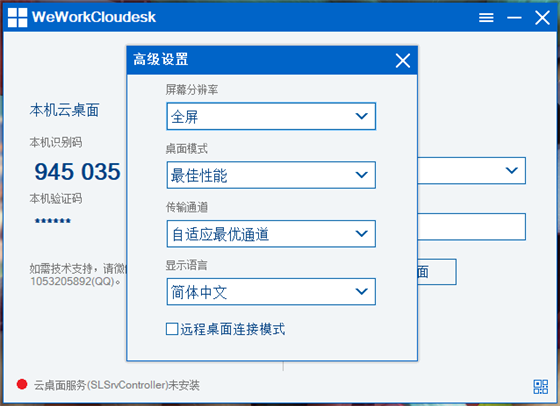 WeWorkCloudesk
高级设置
屏幕分辨率
全屏
桌面模式
最佳性能
传输通道
自适应最优通道
显示语言
简体中文
远程桌面连接模式
本机云桌面
本机识别码
945 035
本机验证码
******
如需技术支持，请微信
1053205892(QQ)。
面
云桌面服务(SLSrvController)未安装